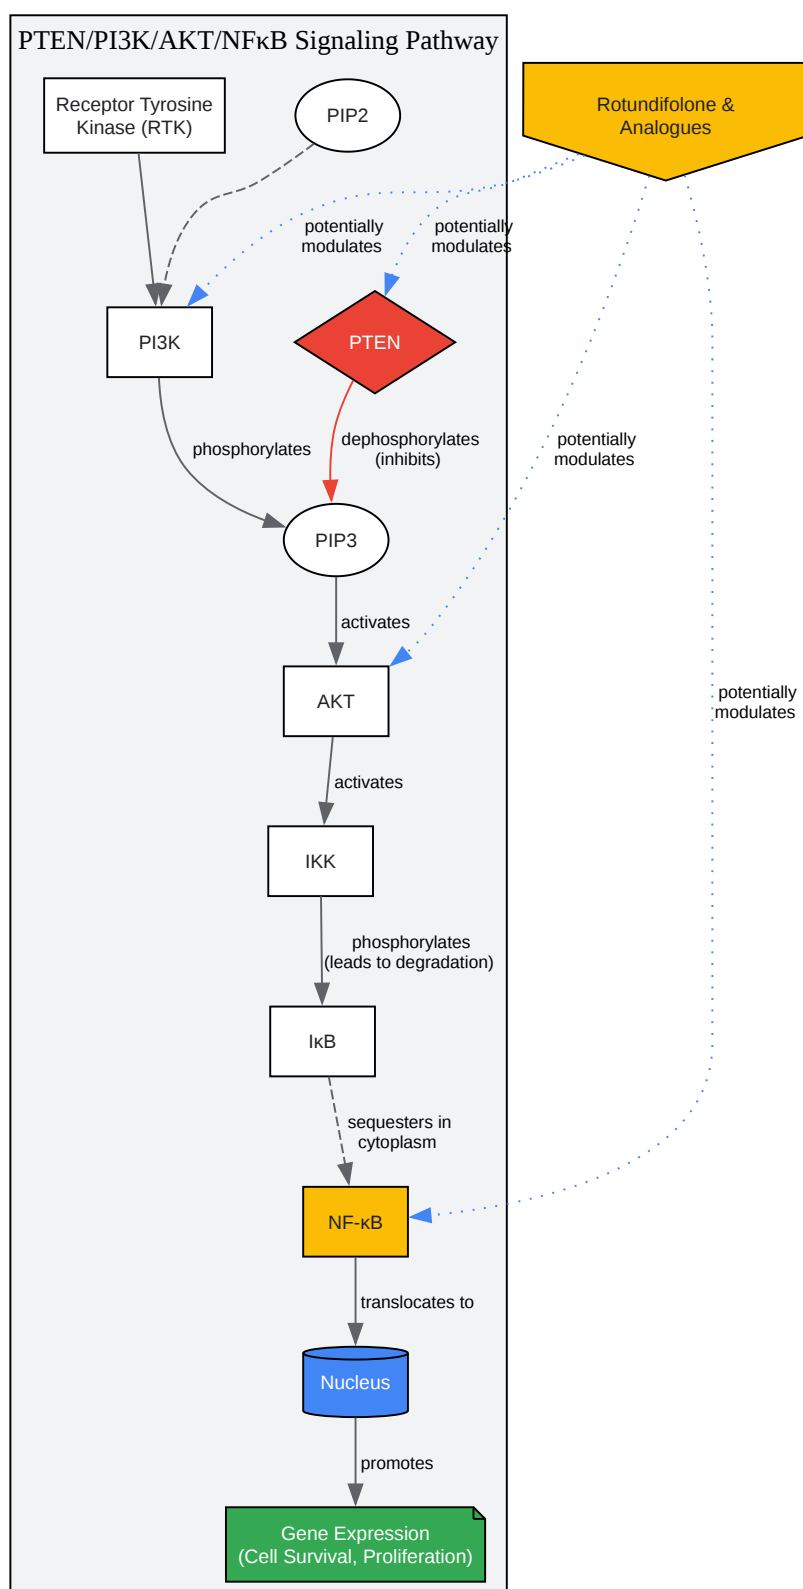 PTEN/PI3K/AKT/NFκB Signaling Pathway
Receptor Tyrosine
Kinase (RTK)
PIP2
Rotundifolone &
Analogues
potentially
modulates
potentially
modulates
PI3K
PTEN
phosphorylates
dephosphorylates
(inhibits)
potentially
modulates
PIP3
activates
AKT
potentially
modulates
activates
IKK
phosphorylates
(leads to degradation)
IκB
sequesters in
cytoplasm
NF-κB
translocates to
Nucleus
promotes
Gene Expression
(Cell Survival, Proliferation)